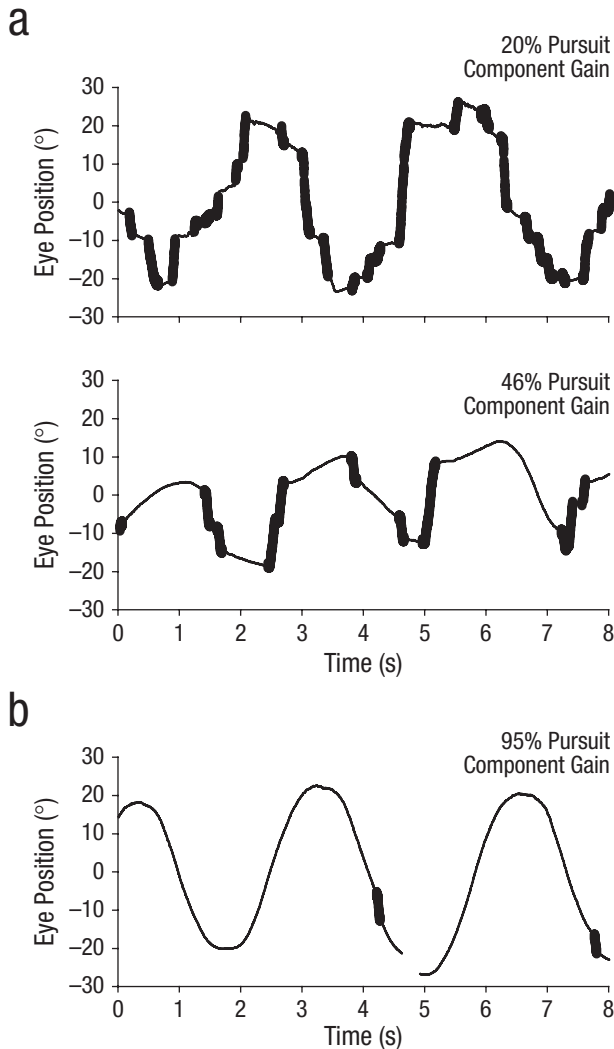 a
20% Pursuit
Component Gain
Eye Position (°)
30
20
10
0
–10
–20
–30
46% Pursuit
Component Gain
Eye Position (°)
30
20
10
0
–10
–20
–30
0 1 2 3 4 5 6 7 8
Time (s)
b
95% Pursuit
Component Gain
Eye Position (°)
30
20
10
0
–10
–20
–30
0 1 2 3 4 5 6 7 8
Time (s)